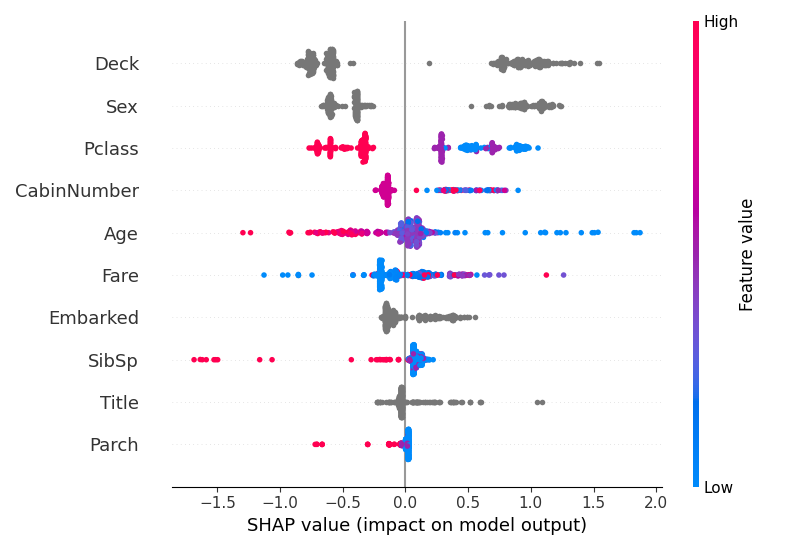 High
Deck
Sex
Pclass
CabinNumber
Age
Fare
Embarked
SibSp
Title
Parch
Feature value
Low
−1.5 −1.0 −0.5 0.0 0.5 1.0 1.5 2.0
SHAP value (impact on model output)